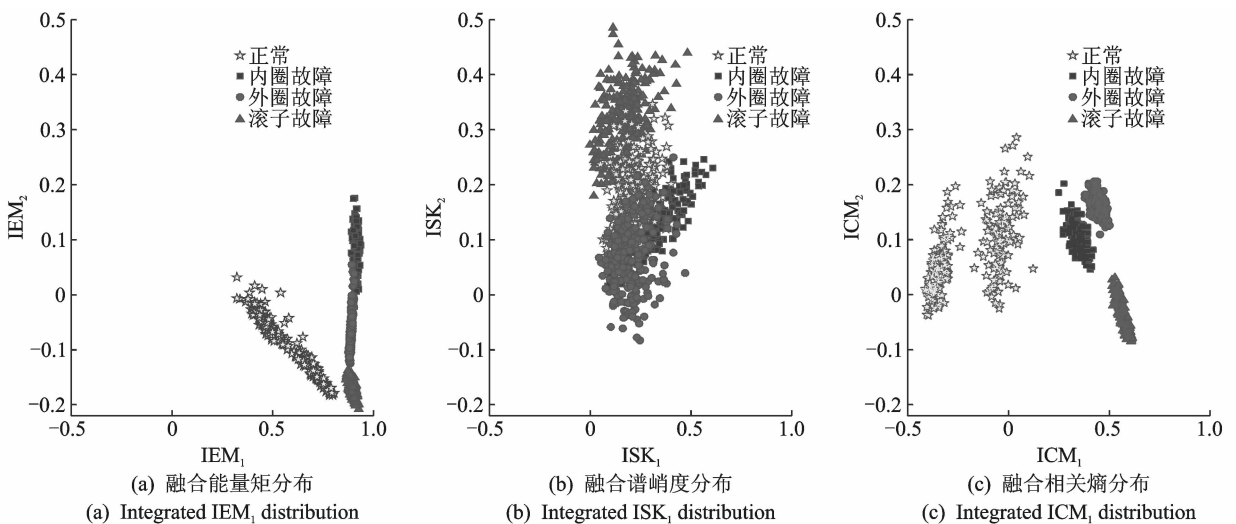 0.5
0.4
0.3
0.2
0.1
0
−0.1
−0.2
IEM2
☆正常
■内圈故障
●外圈故障
▲滚子故障
−0.5 0 0.5 1.0
IEM1
(a) 融合能量矩分布
(a) Integrated IEM1 distribution
0.5
0.4
0.3
0.2
0.1
0
−0.1
−0.2
ISK2
☆正常
■内圈故障
●外圈故障
▲滚子故障
−0.5 0 0.5 1.0
ISK1
(b) 融合谱峭度分布
(b) Integrated ISK1 distribution
0.5
0.4
0.3
0.2
0.1
0
−0.1
−0.2
ICM2
☆正常
■内圈故障
●外圈故障
▲滚子故障
−0.5 0 0.5 1.0
ICM1
(c) 融合相关熵分布
(c) Integrated ICM1 distribution